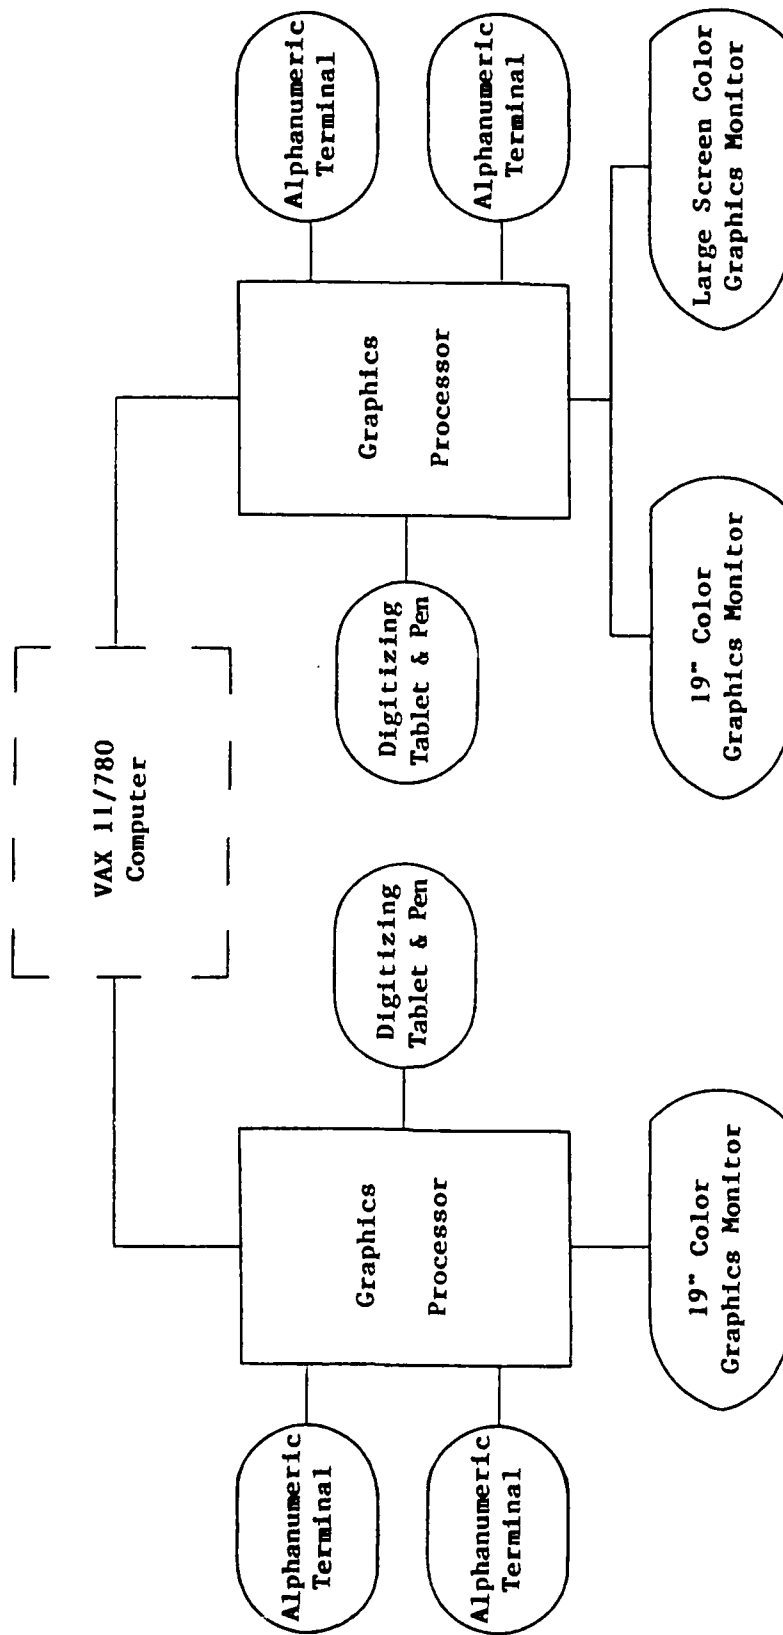 VAX 11/780
Computer
Alphanumeric
Terminal
Alphanumeric
Terminal
Graphics
Processor
Digitizing
Tablet & Pen
Digitizing
Tablet & Pen
Graphics
Processor
Alphanumeric
Terminal
Alphanumeric
Terminal
19" Color
Graphics Monitor
19" Color
Graphics Monitor
Large Screen Color
Graphics Monitor